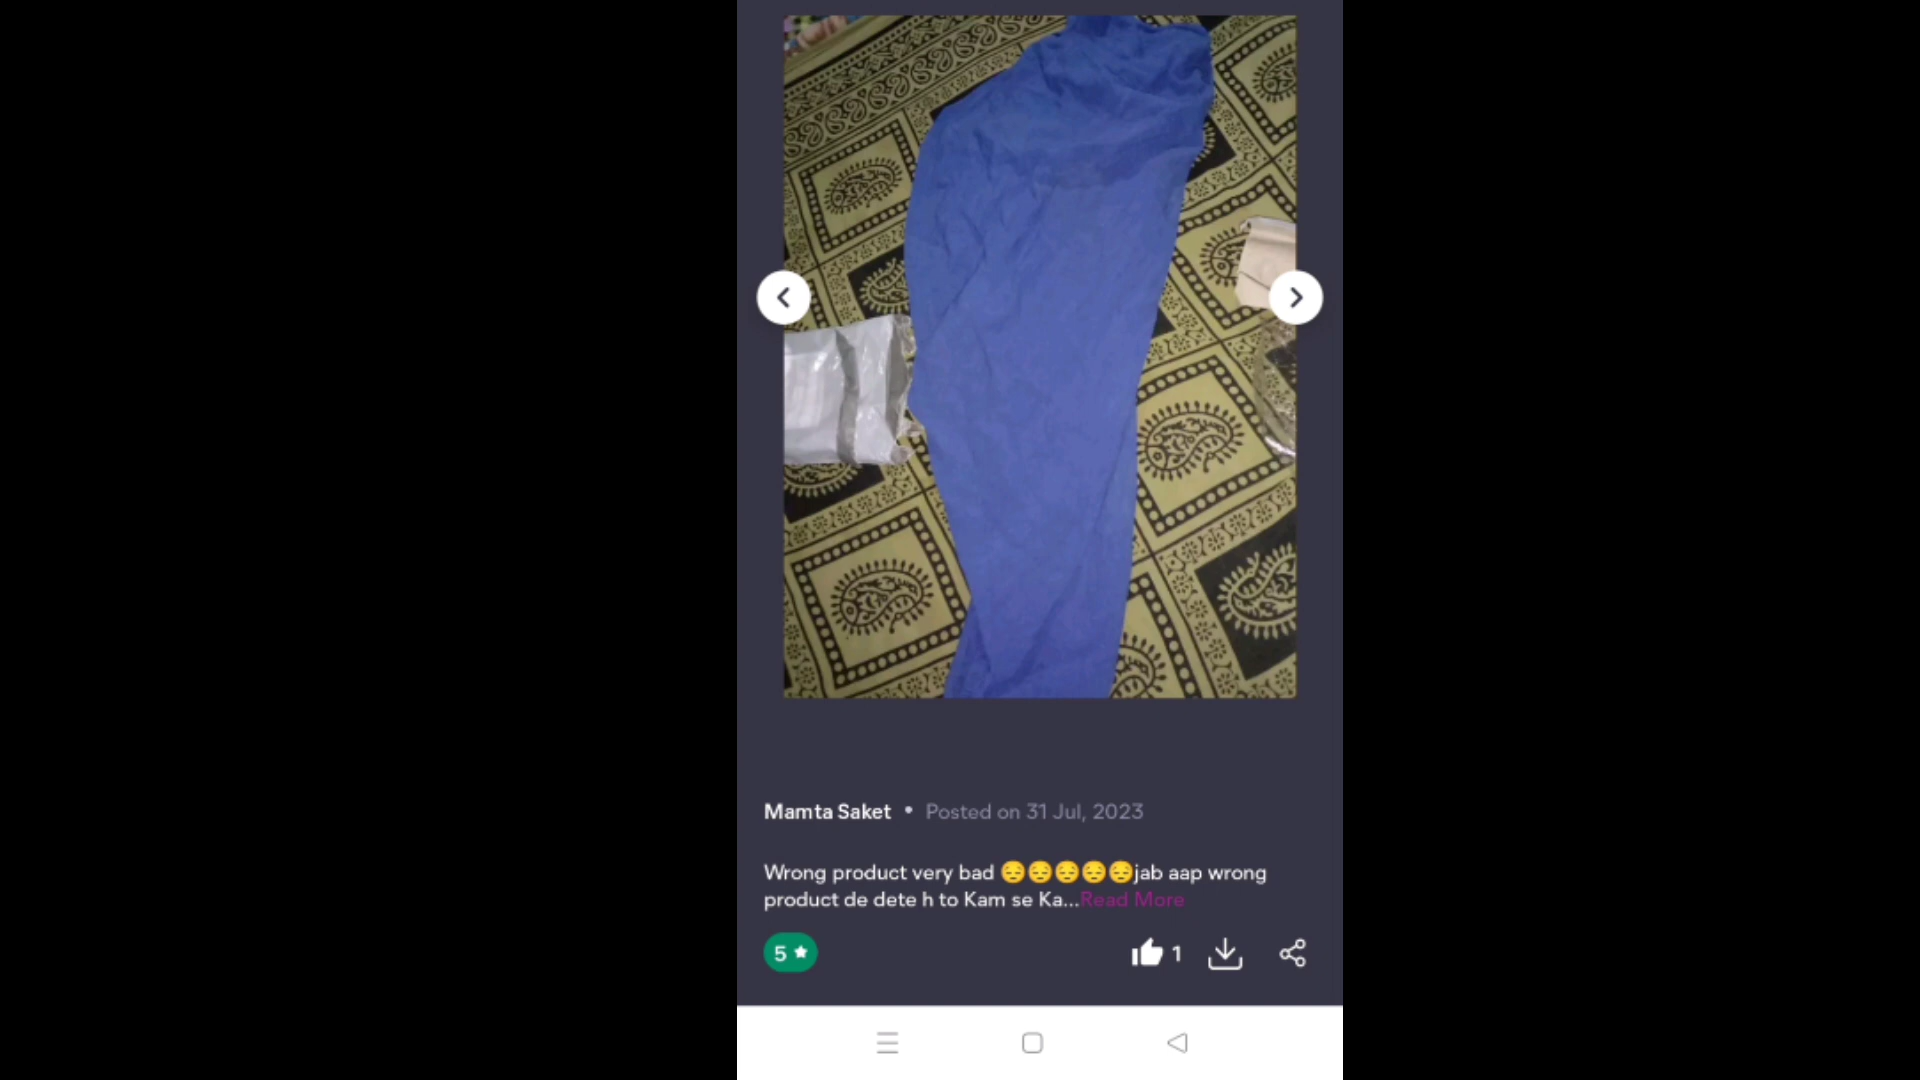 Mamta Saket • Posted on 31 Jul, 2023
Wrong product very bad 😔😔😔😔😔jab aap wrong
product de dete h to Kam se Ka...Read More
5 ★
1